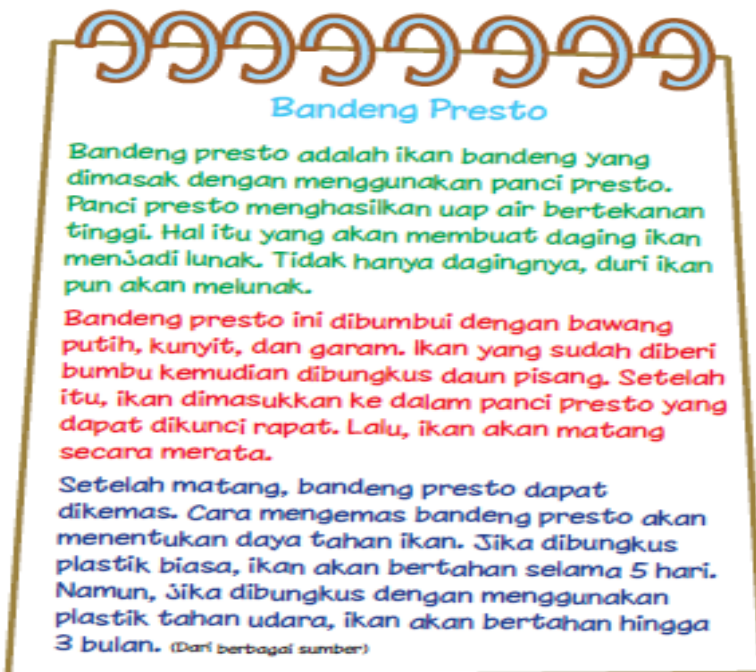 Bandeng Presto
Bandeng presto adalah ikan bandeng yang
dimasak dengan menggunakan panci presto.
Panci presto menghasilkan uap air bertekanan
tinggi. Hal itu yang akan membuat daging ikan
menjadi lunak. Tidak hanya dagingnya, duri ikan
pun akan melunak.
Bandeng presto ini dibumbui dengan bawang
putih, kunyit, dan garam. Ikan yang sudah diberi
bumbu kemudian dibungkus daun pisang. Setelah
itu, ikan dimasukkan ke dalam panci presto yang
dapat dikunci rapat. Lalu, ikan akan matang
secara merata.
Setelah matang, bandeng presto dapat
dikemas. Cara mengemas bandeng presto akan
menentukan daya tahan ikan. Jika dibungkus
plastik biasa, ikan akan bertahan selama 5 hari.
Namun, jika dibungkus dengan menggunakan
plastik tahan udara, ikan akan bertahan hingga
3 bulan. (Dari berbagai sumber)